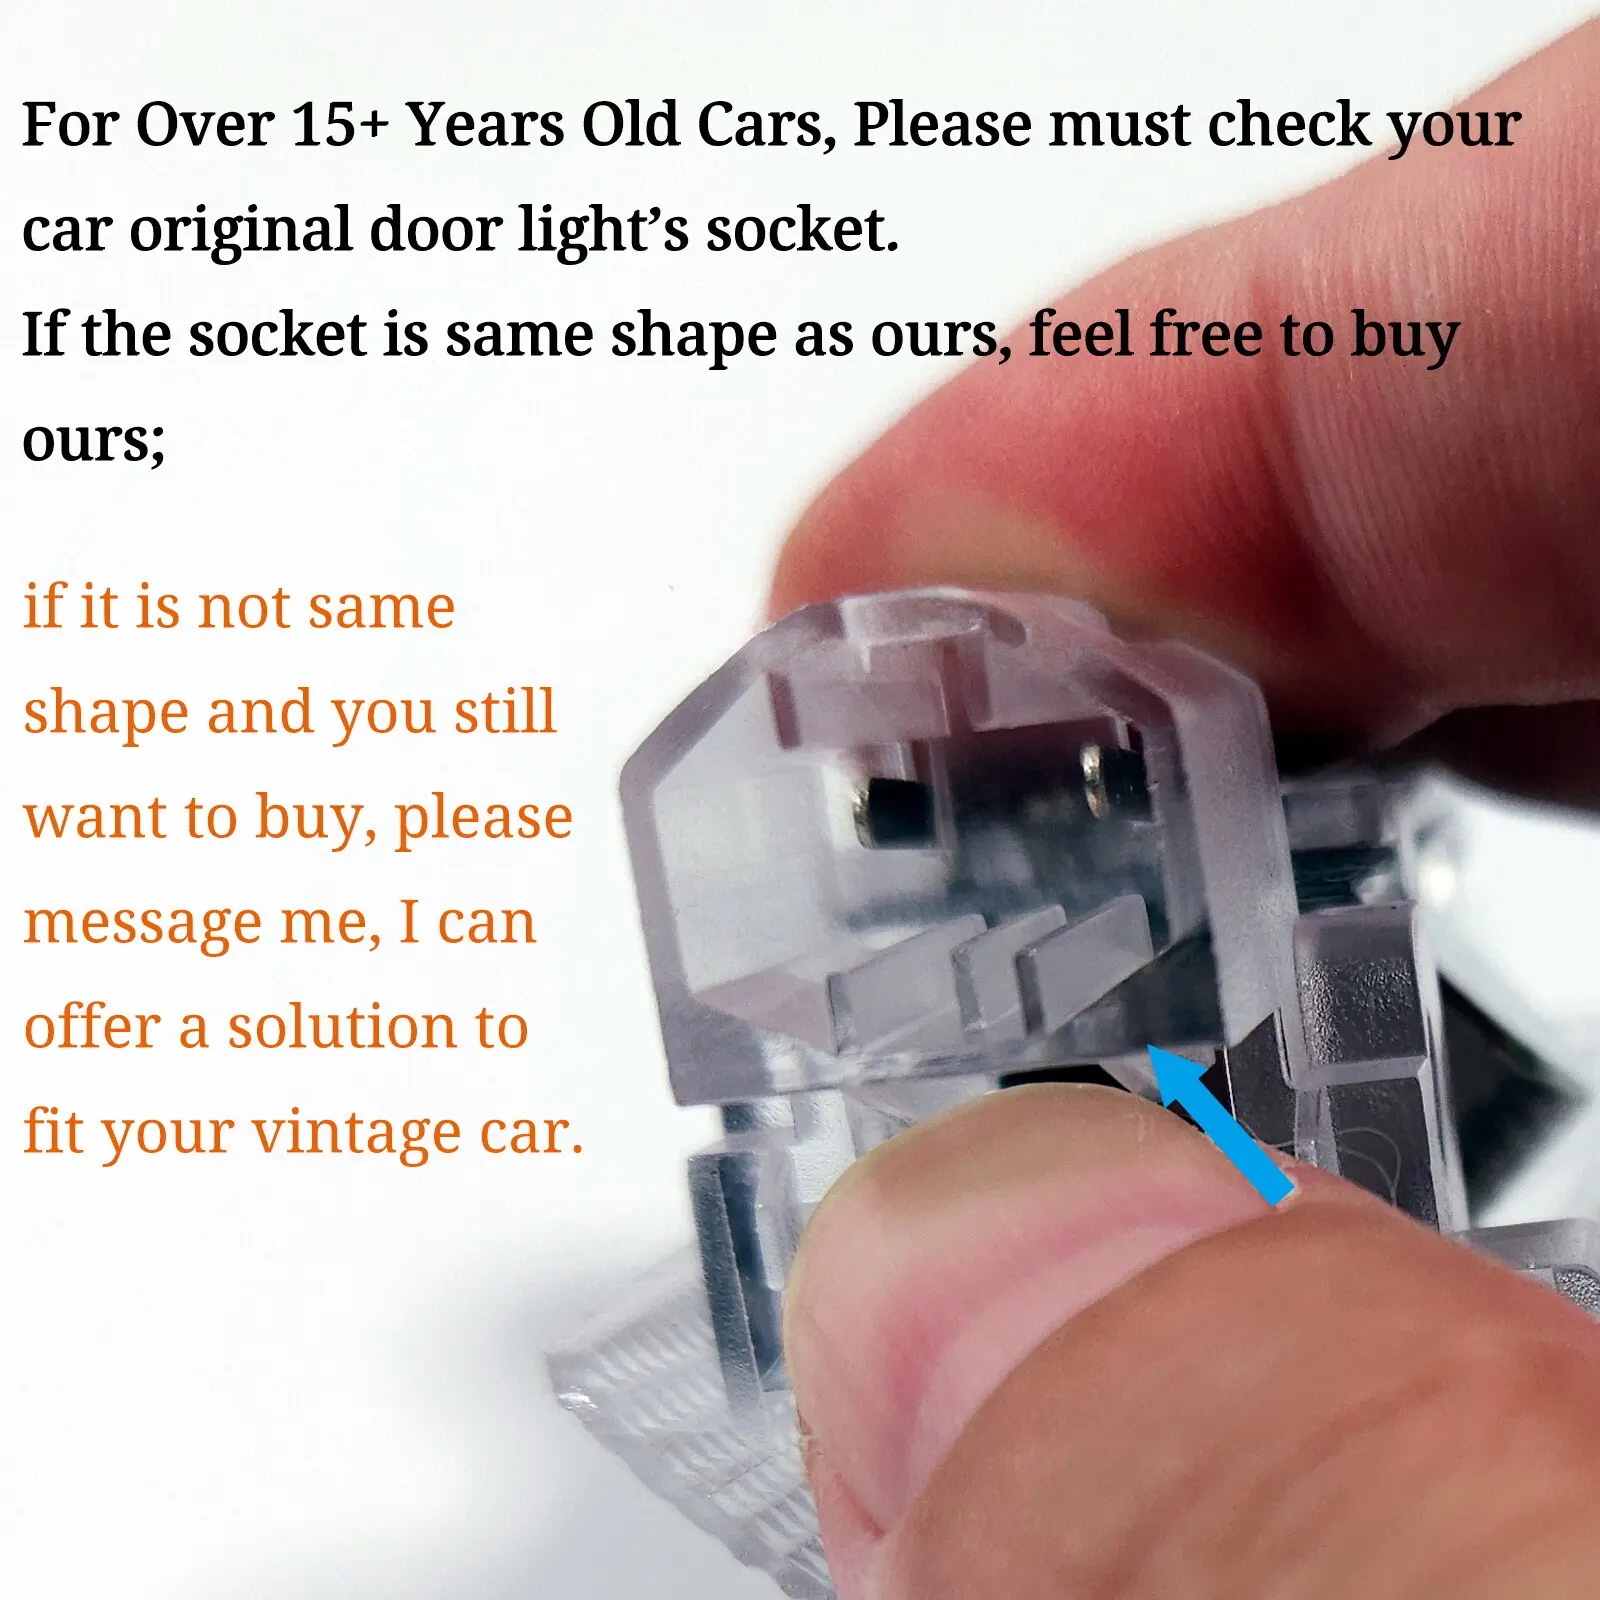 For Over 15+ Years Old Cars, Please must check your
car original door light’s socket.
If the socket is same shape as ours, feel free to buy
ours;
if it is not same
shape and you still
want to buy, please
message me, I can
offer a solution to
fit your vintage car.